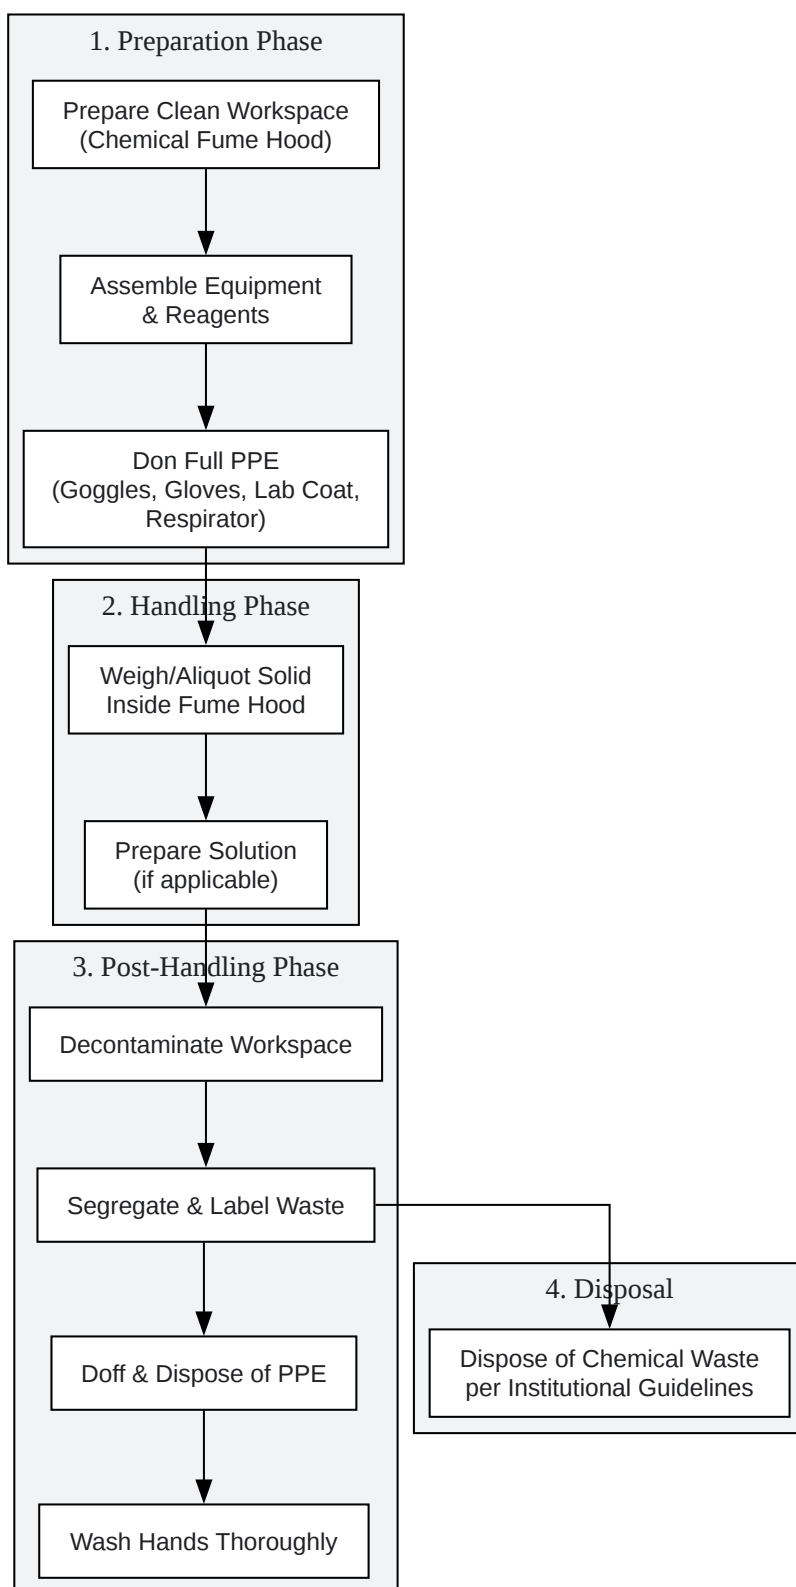 1. Preparation Phase
Prepare Clean Workspace
(Chemical Fume Hood)
Assemble Equipment
& Reagents
Don Full PPE
(Goggles, Gloves, Lab Coat,
Respirator)
2. Handling Phase
Weigh/Aliquot Solid
Inside Fume Hood
Prepare Solution
(if applicable)
3. Post-Handling Phase
Decontaminate Workspace
Segregate & Label Waste
Doff & Dispose of PPE
Wash Hands Thoroughly
4. Disposal
Dispose of Chemical Waste
per Institutional Guidelines